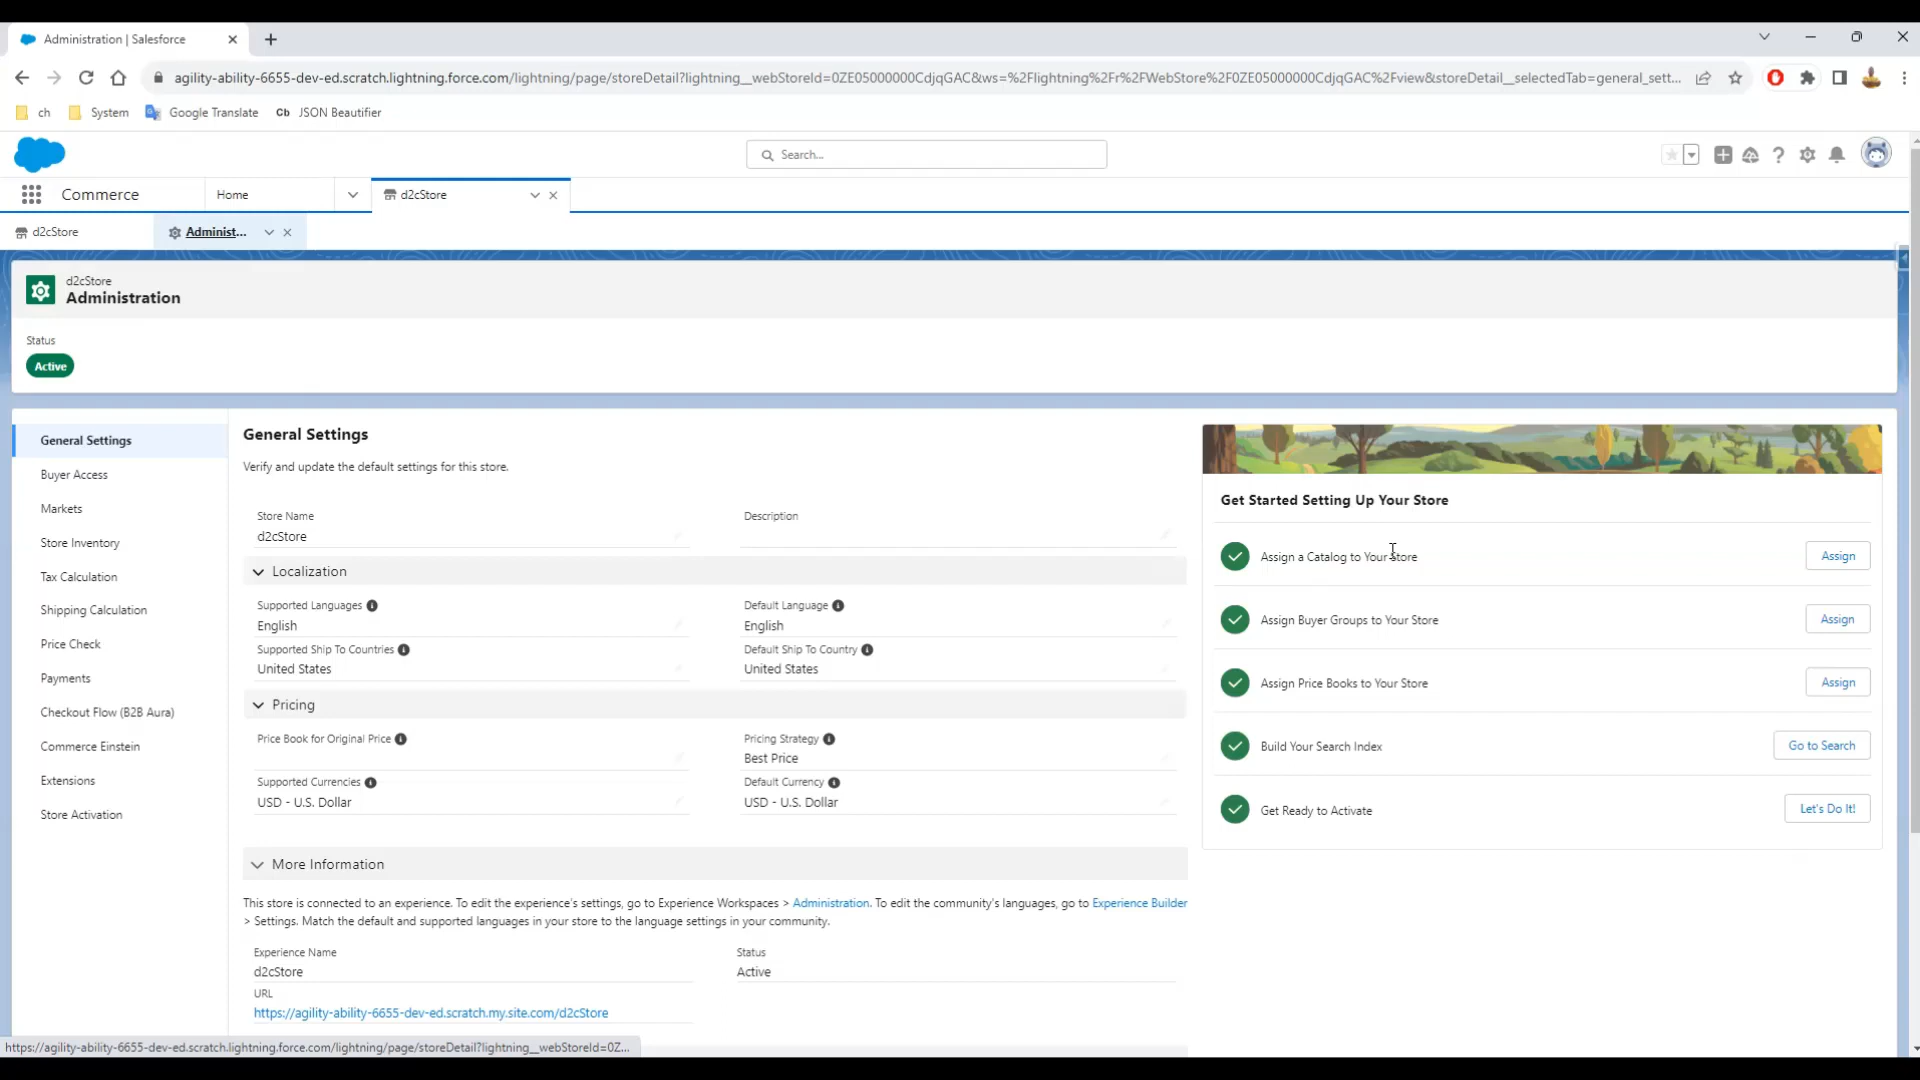 Administration | Salesforce
agility-ability-6655-dev-ed.scratch.lightning.force.com/lightning/page/storeDetail?lightning__webStoreId=0ZE05000000CdjqGAC&ws=%2Flightning%2Fr%2FWebStore%2F0ZE05000000CdjqGAC%2Fview&storeDetail__selectedTab=general_sett...
ch System Google Translate Cb JSON Beautifier
Search...
Commerce Home d2cStore
d2cStore Administ...
d2cStore
Administration
Status
Active
General Settings
Buyer Access
Markets
Store Inventory
Tax Calculation
Shipping Calculation
Price Check
Payments
Checkout Flow (B2B Aura)
Commerce Einstein
Extensions
Store Activation
General Settings
Verify and update the default settings for this store.
Store Name Description
d2cStore
Localization
Supported Languages Default Language
English English
Supported Ship To Countries Default Ship To Country
United States United States
Pricing
Price Book for Original Price Pricing Strategy
Best Price
Supported Currencies Default Currency
USD - U.S. Dollar USD - U.S. Dollar
More Information
This store is connected to an experience. To edit the experience's settings, go to Experience Workspaces > Administration. To edit the community's languages, go to Experience Builder
> Settings. Match the default and supported languages in your store to the language settings in your community.
Experience Name Status
d2cStore Active
URL
https://agility-ability-6655-dev-ed.scratch.my.site.com/d2cStore
Get Started Setting Up Your Store
Assign a Catalog to Your Store Assign
Assign Buyer Groups to Your Store Assign
Assign Price Books to Your Store Assign
Build Your Search Index Go to Search
Get Ready to Activate Let's Do It!
https://agility-ability-6655-dev-ed.scratch.lightning.force.com/lightning/page/storeDetail?lightning__webStoreId=0Z...